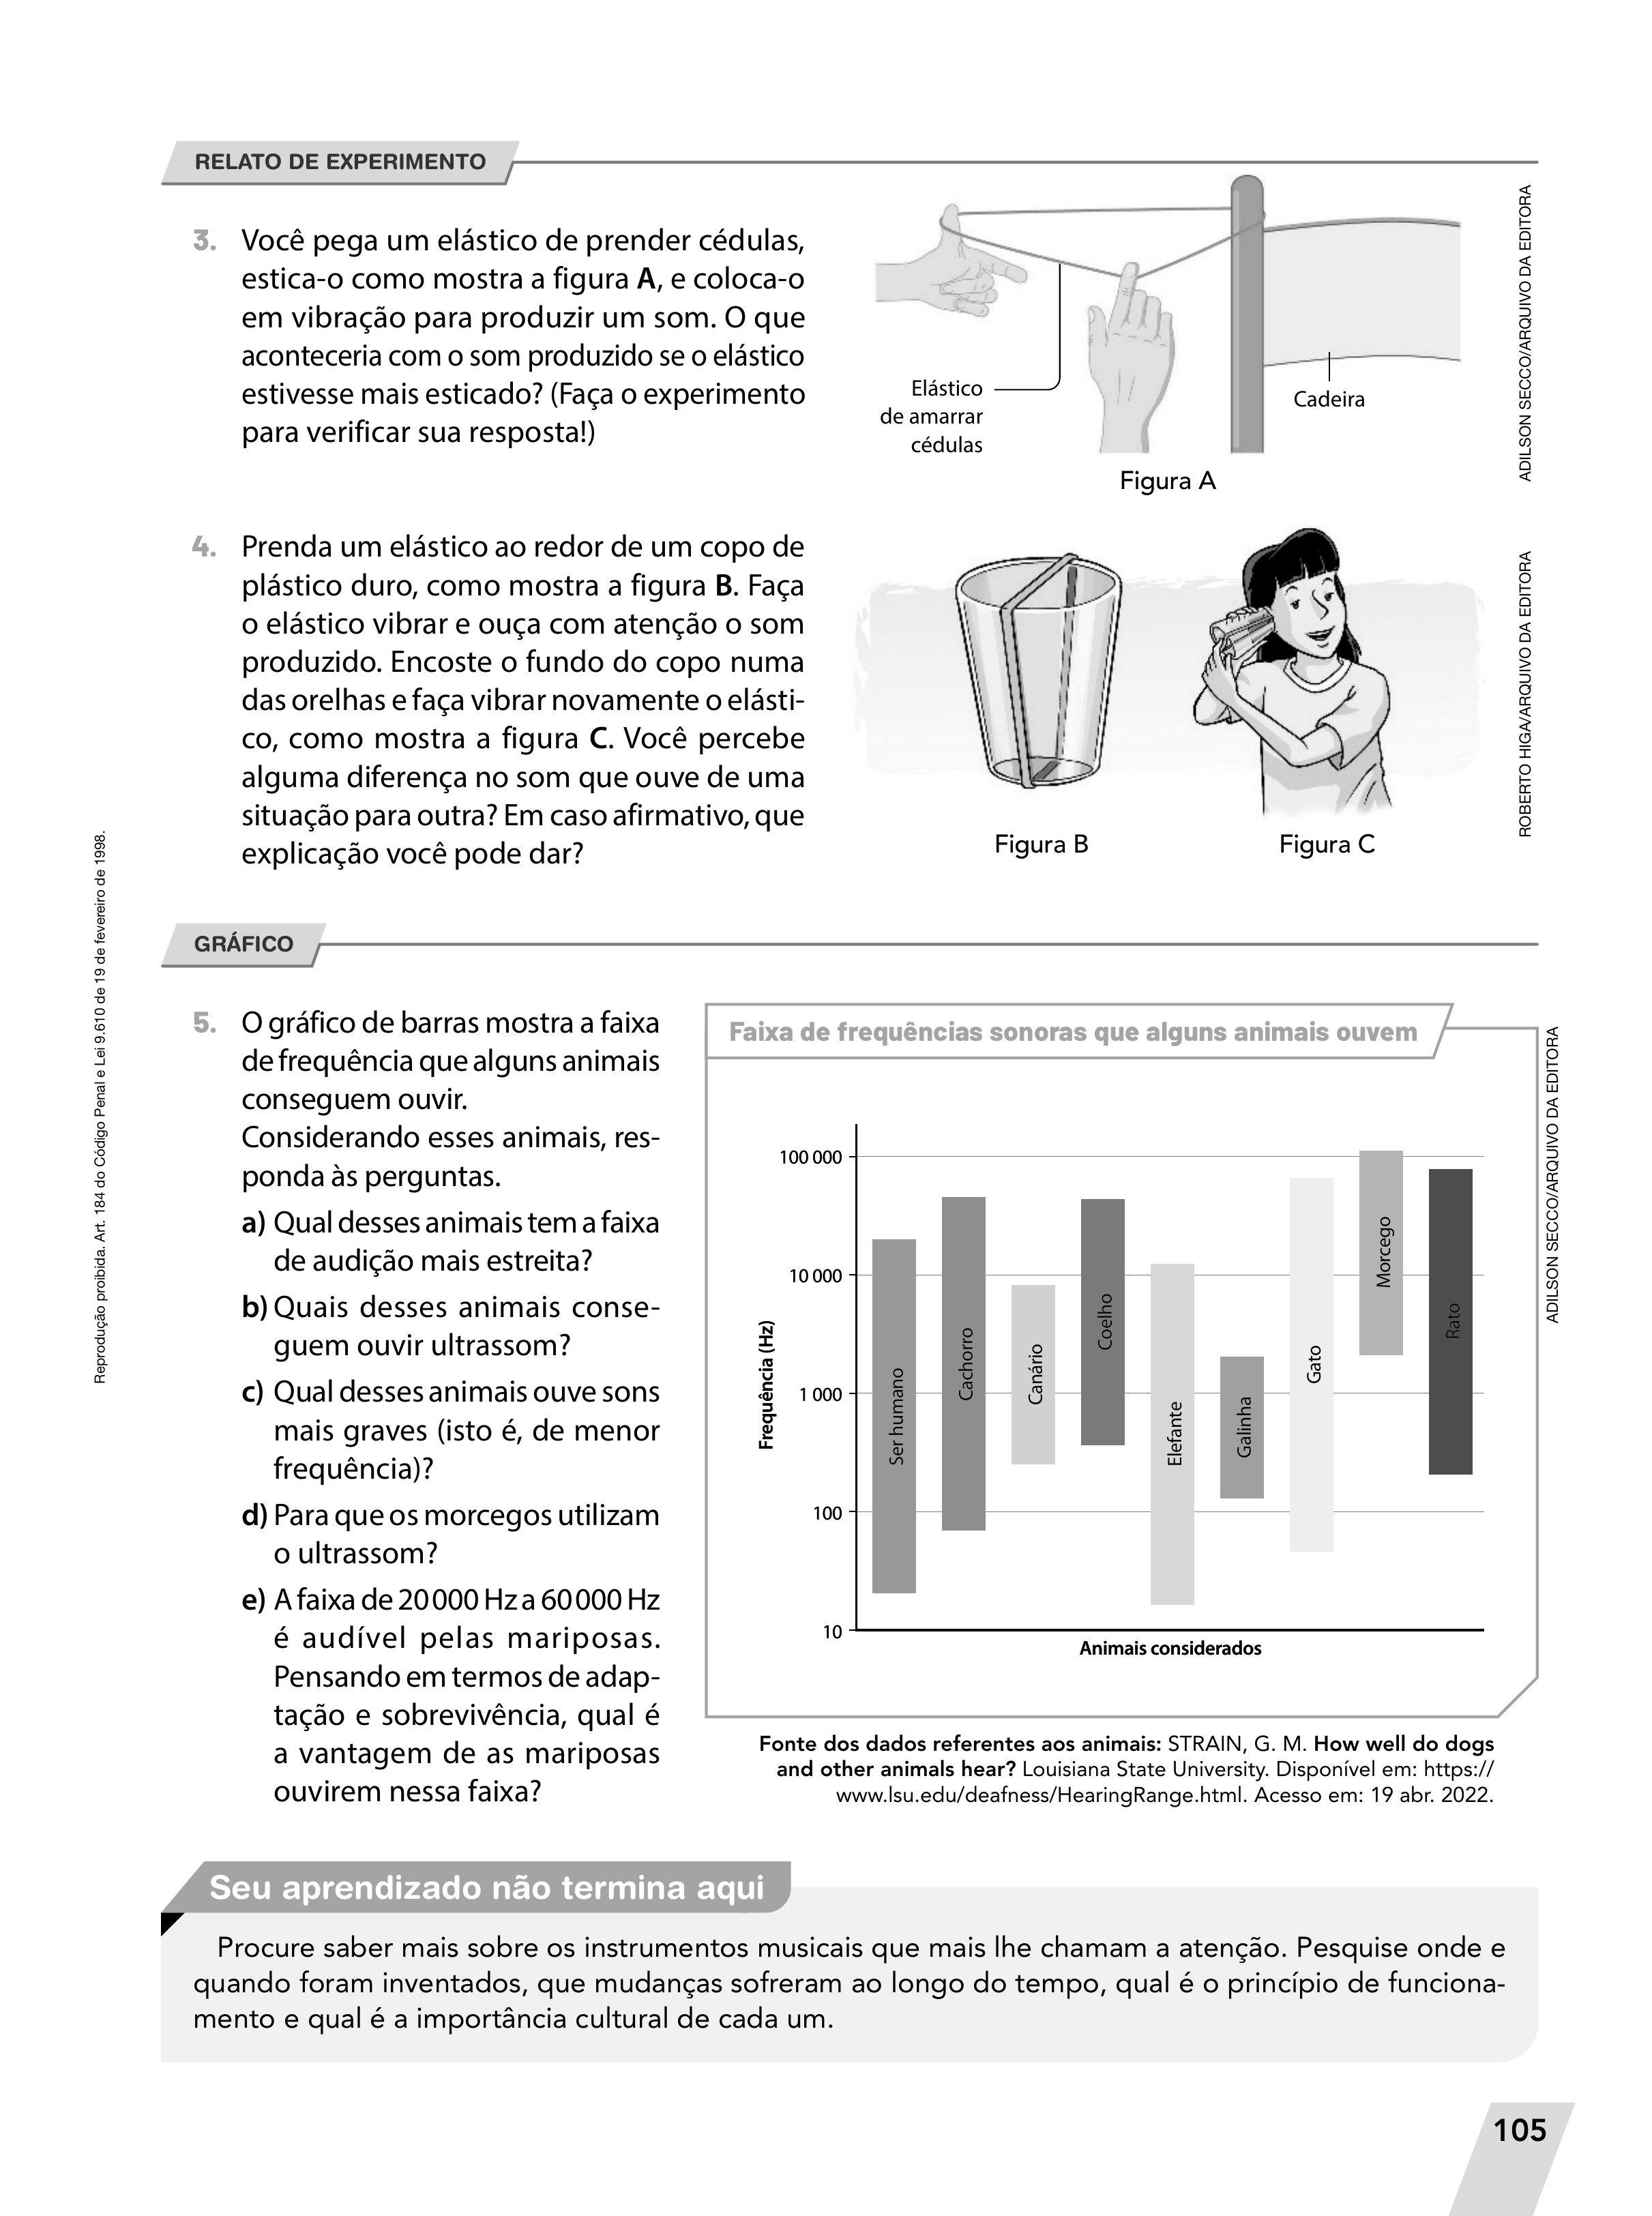 RELATO DE EXPERIMENTO
3. Você pega um elástico de prender cédulas,
estica-o como mostra a figura A, e coloca-o
em vibração para produzir um som. O que
aconteceria com o som produzido se o elástico
estivesse mais esticado? (Faça o experimento
para verificar sua resposta!)
Elástico
de amarrar
cédulas
Cadeira
Figura A
ADILSON SECCO/ARQUIVO DA EDITORA
4. Prenda um elástico ao redor de um copo de
plástico duro, como mostra a figura B. Faça
o elástico vibrar e ouça com atenção o som
produzido. Encoste o fundo do copo numa
das orelhas e faça vibrar novamente o elásti-
co, como mostra a figura C. Você percebe
alguma diferença no som que ouve de uma
situação para outra? Em caso afirmativo, que
explicação você pode dar?
Figura B
Figura C
ROBERTO HIGA/ARQUIVO DA EDITORA
Reprodução proibida. Art. 184 do Código Penal e Lei 9.610 de 19 de fevereiro de 1998.
GRÁFICO
5. O gráfico de barras mostra a faixa
de frequência que alguns animais
conseguem ouvir.
Considerando esses animais, res-
ponda às perguntas.
a) Qual desses animais tem a faixa
de audição mais estreita?
b) Quais desses animais conse-
guem ouvir ultrassom?
c) Qual desses animais ouve sons
mais graves (isto é, de menor
frequência)?
d) Para que os morcegos utilizam
o ultrassom?
e) A faixa de 20 000 Hz a 60 000 Hz
é audível pelas mariposas.
Pensando em termos de adap-
tação e sobrevivência, qual é
a vantagem de as mariposas
ouvirem nessa faixa?
Faixa de frequências sonoras que alguns animais ouvem
Frequência (Hz)
100 000
10 000
1 000
100
10
Ser humano
Cachorro
Canário
Coelho
Elefante
Galinha
Gato
Morcego
Rato
Animais considerados
ADILSON SECCO/ARQUIVO DA EDITORA
Fonte dos dados referentes aos animais: STRAIN, G. M. How well do dogs
and other animals hear? Louisiana State University. Disponível em: https://
www.lsu.edu/deafness/HearingRange.html. Acesso em: 19 abr. 2022.
Seu aprendizado não termina aqui
Procure saber mais sobre os instrumentos musicais que mais lhe chamam a atenção. Pesquise onde e
quando foram inventados, que mudanças sofreram ao longo do tempo, qual é o princípio de funciona-
mento e qual é a importância cultural de cada um.
105